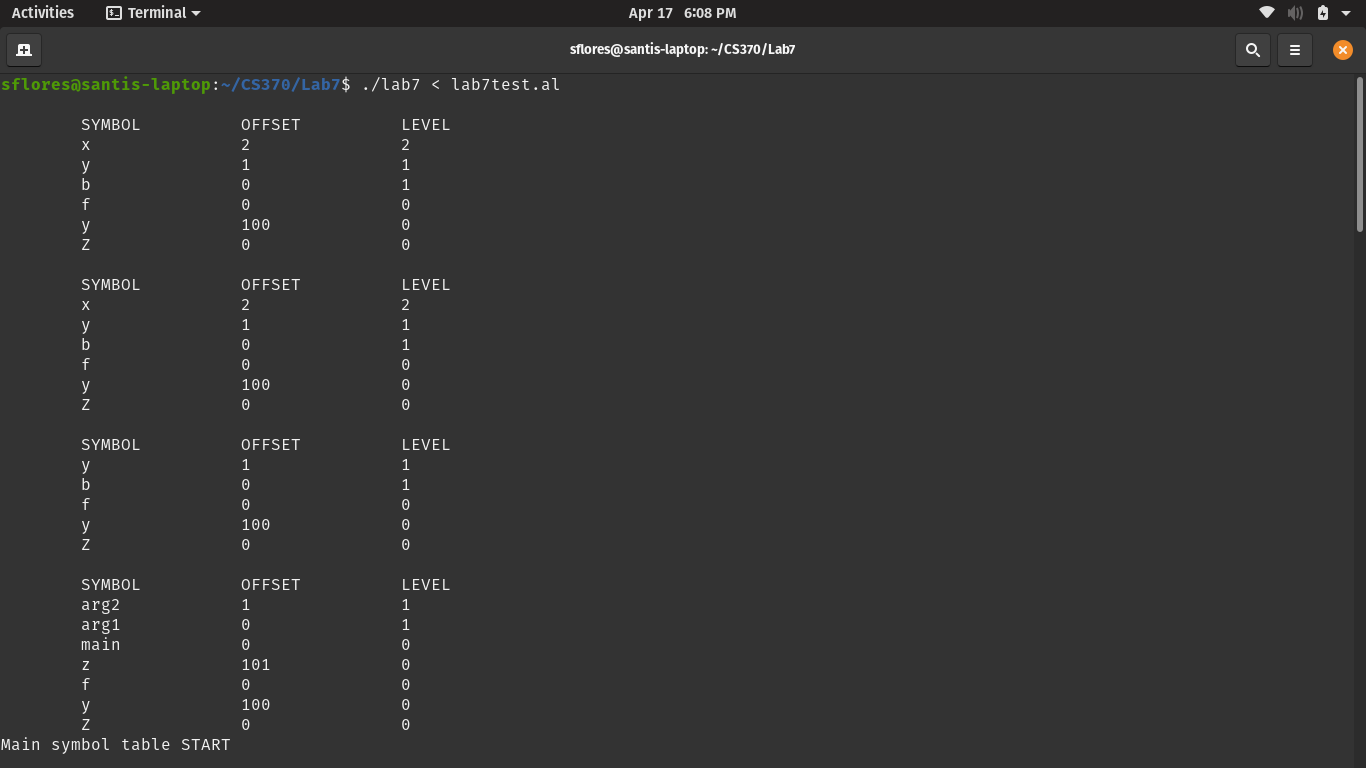 Activities Terminal Apr 17 6:08 PM
sflores@santis-laptop: ~/CS370/Lab7
sflores@santis-laptop:~/CS370/Lab7$ ./lab7 < lab7test.al
SYMBOL OFFSET LEVEL
x 2 2
y 1 1
b 0 1
f 0 0
y 100 0
Z 0 0
SYMBOL OFFSET LEVEL
x 2 2
y 1 1
b 0 1
f 0 0
y 100 0
Z 0 0
SYMBOL OFFSET LEVEL
y 1 1
b 0 1
f 0 0
y 100 0
Z 0 0
SYMBOL OFFSET LEVEL
arg2 1 1
arg1 0 1
main 0 0
z 101 0
f 0 0
y 100 0
Z 0 0
Main symbol table START